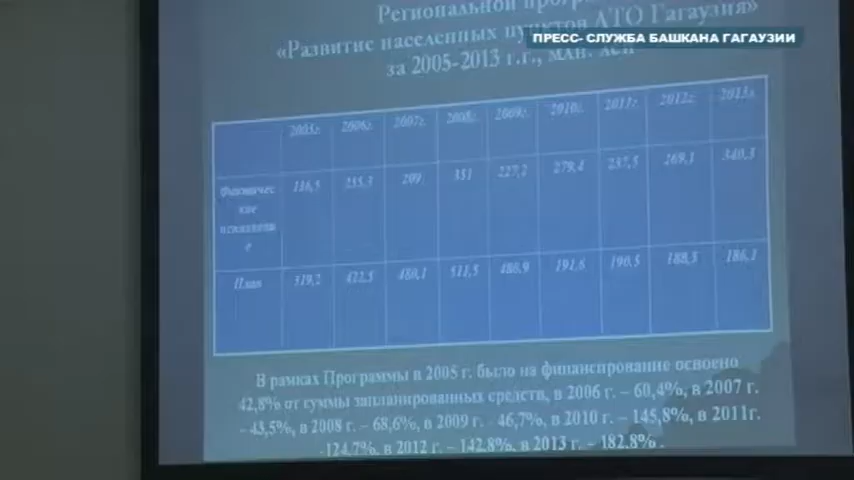 Региональной
ПРЕСС- СЛУЖБА БАШКАНА ГАГАУЗИИ
«Развитие населенных пунктов АТО Гагаузия»
за 2005-2013 г.г., млн.
2005г. 2006г. 2007г. 2008г. 2009г. 2010г. 2011г. 2012г. 2013г.
255,3 209 351 227,2 279,4 237,5 269,1 340,3
План 319,2 422,5 480,1 511,5 486,9 191,6 190,5 188,5 186,1
В рамках Программы в 2005 г. было на финансирование освоено
42,8% от суммы запланированных средств, в 2006 г. – 60,4%, в 2007 г.
– 43,5%, в 2008 г. – 68,6%, в 2009 г. - 46,7%, в 2010 г. – 145,8%, в 2011г.
-124,7%, в 2012 г. – 142,8%, в 2013 г. – 182,8% .